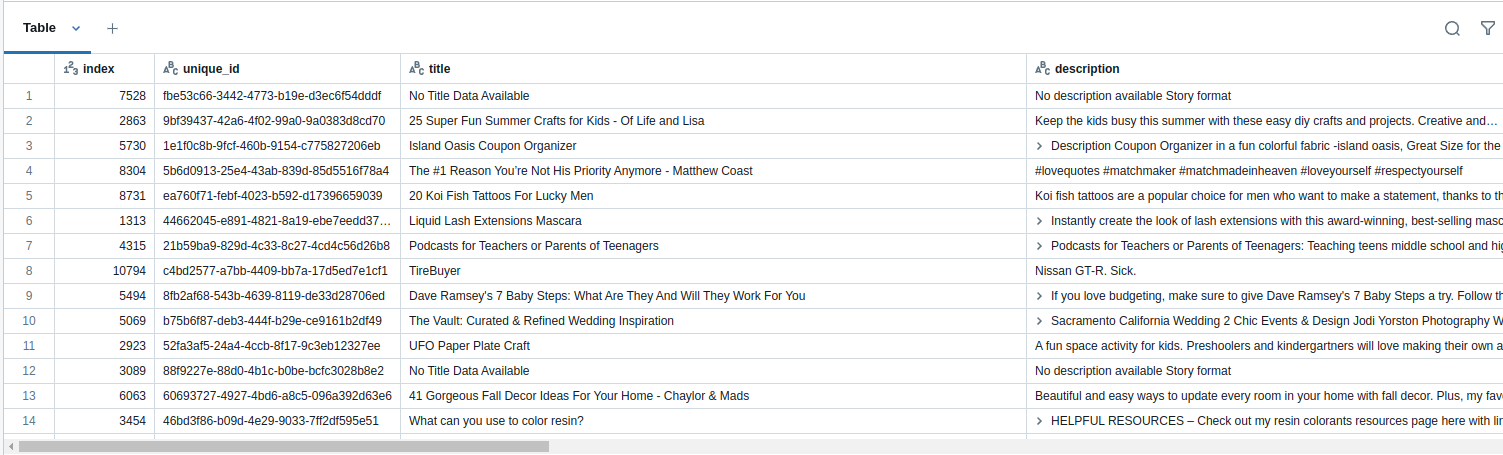 Table
index unique_id title description
1 7528 fbe53c66-3442-4773-b19e-d3ec6f54dddf No Title Data Available No description available Story format
2 2863 9bf39437-42a6-4f02-99a0-9a0383d8cd70 25 Super Fun Summer Crafts for Kids - Of Life and Lisa Keep the kids busy this summer with these easy diy crafts and projects. Creative and…
3 5730 1e1f0c8b-9fcf-460b-9154-c775827206eb Island Oasis Coupon Organizer Description Coupon Organizer in a fun colorful fabric -island oasis, Great Size for the
4 8304 5b6d0913-25e4-43ab-839d-85d5516f78a4 The #1 Reason You're Not His Priority Anymore - Matthew Coast #lovequotes #matchmaker #matchmadeinheaven #loveyourself #respectyourself
5 8731 ea760f71-febf-4023-b592-d17396659039 20 Koi Fish Tattoos For Lucky Men Koi fish tattoos are a popular choice for men who want to make a statement, thanks to th
6 1313 44662045-e891-4821-8a19-ebe7eedd37… Liquid Lash Extensions Mascara Instantly create the look of lash extensions with this award-winning, best-selling masc
7 4315 21b59ba9-829d-4c33-8c27-4cd4c56d26b8 Podcasts for Teachers or Parents of Teenagers Podcasts for Teachers or Parents of Teenagers: Teaching teens middle school and hig
8 10794 c4bd2577-a7bb-4409-bb7a-17d5ed7e1cf1 TireBuyer Nissan GT-R. Sick.
9 5494 8fb2af68-543b-4639-8119-de33d28706ed Dave Ramsey's 7 Baby Steps: What Are They And Will They Work For You If you love budgeting, make sure to give Dave Ramsey's 7 Baby Steps a try. Follow th
10 5069 b75b6f87-deb3-444f-b29e-ce9161b2df49 The Vault: Curated & Refined Wedding Inspiration Sacramento California Wedding 2 Chic Events & Design Jodi Yorston Photography W
11 2923 52fa3af5-24a4-4ccb-8f17-9c3eb12327ee UFO Paper Plate Craft A fun space activity for kids. Preshoolers and kindergartners will love making their own a
12 3089 88f9227e-88d0-4b1c-b0be-bcfc3028b8e2 No Title Data Available No description available Story format
13 6063 60693727-4927-4bd6-a8c5-096a392d63e6 41 Gorgeous Fall Decor Ideas For Your Home - Chaylor & Mads Beautiful and easy ways to update every room in your home with fall decor. Plus, my favo
14 3454 46bd3f86-b09d-4e29-9033-7ff2df595e51 What can you use to color resin? HELPFUL RESOURCES – Check out my resin colorants resources page here with lin